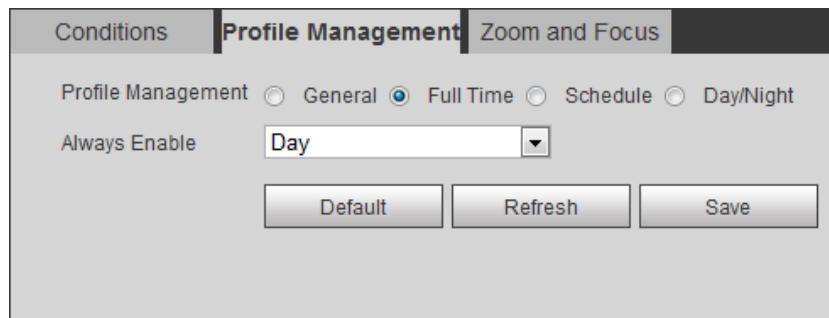 Conditions Profile Management Zoom and Focus
Profile Management General Full Time Schedule Day/Night
Always Enable Day
Default Refresh Save